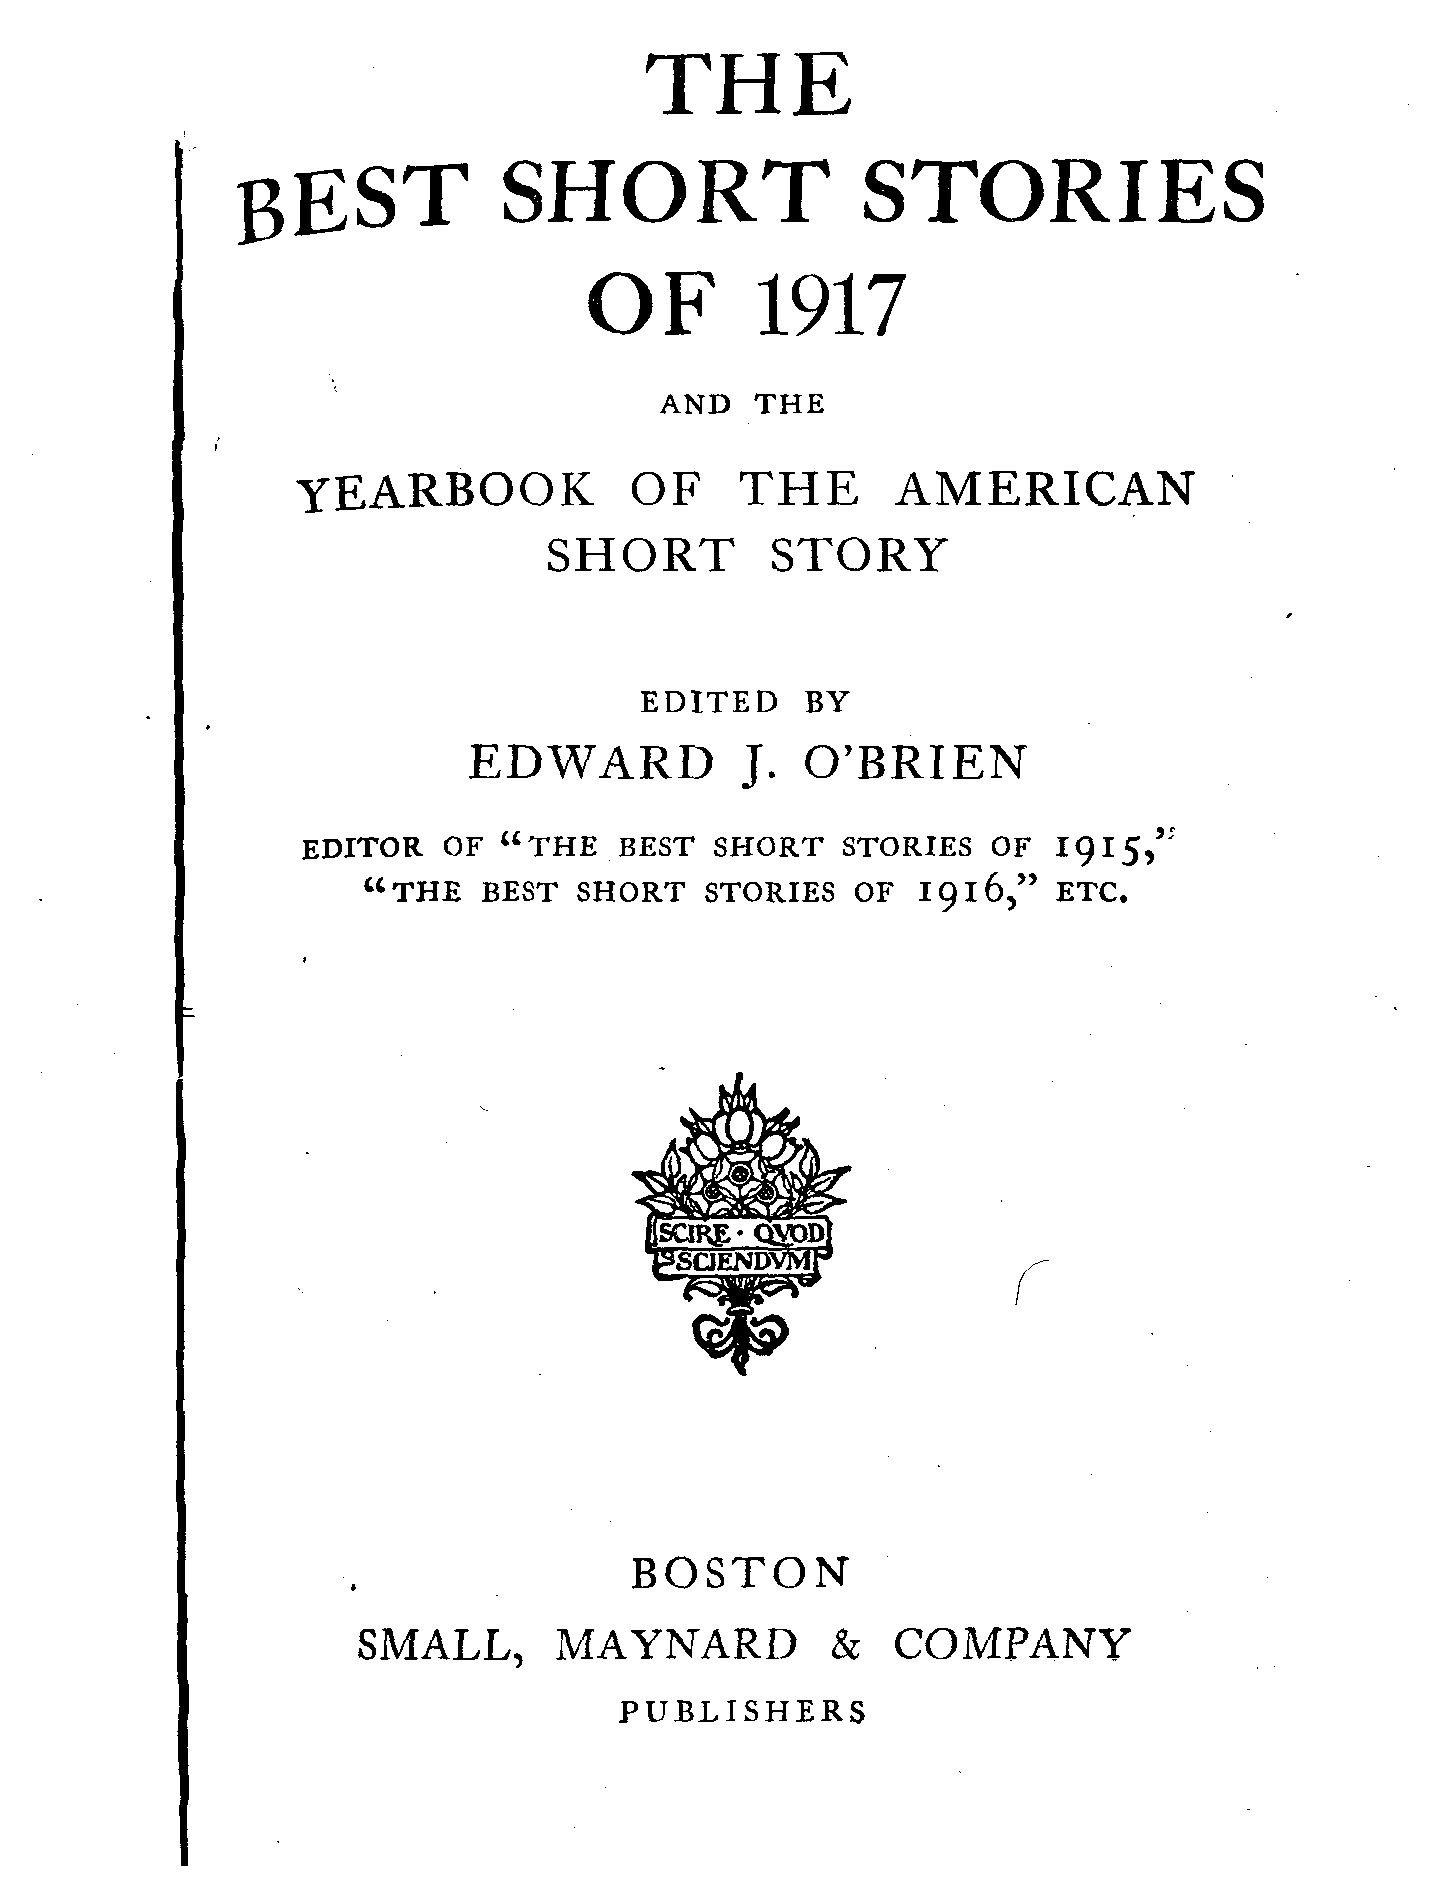 THE
BEST SHORT STORIES
OF 1917
AND THE
YEARBOOK OF THE AMERICAN
SHORT STORY
EDITED BY
EDWARD J. O'BRIEN
EDITOR OF “THE BEST SHORT STORIES OF 1915,”
“THE BEST SHORT STORIES OF 1916,” ETC.
SCIRE · QVOD
SCIENDVM
BOSTON
SMALL, MAYNARD & COMPANY
PUBLISHERS